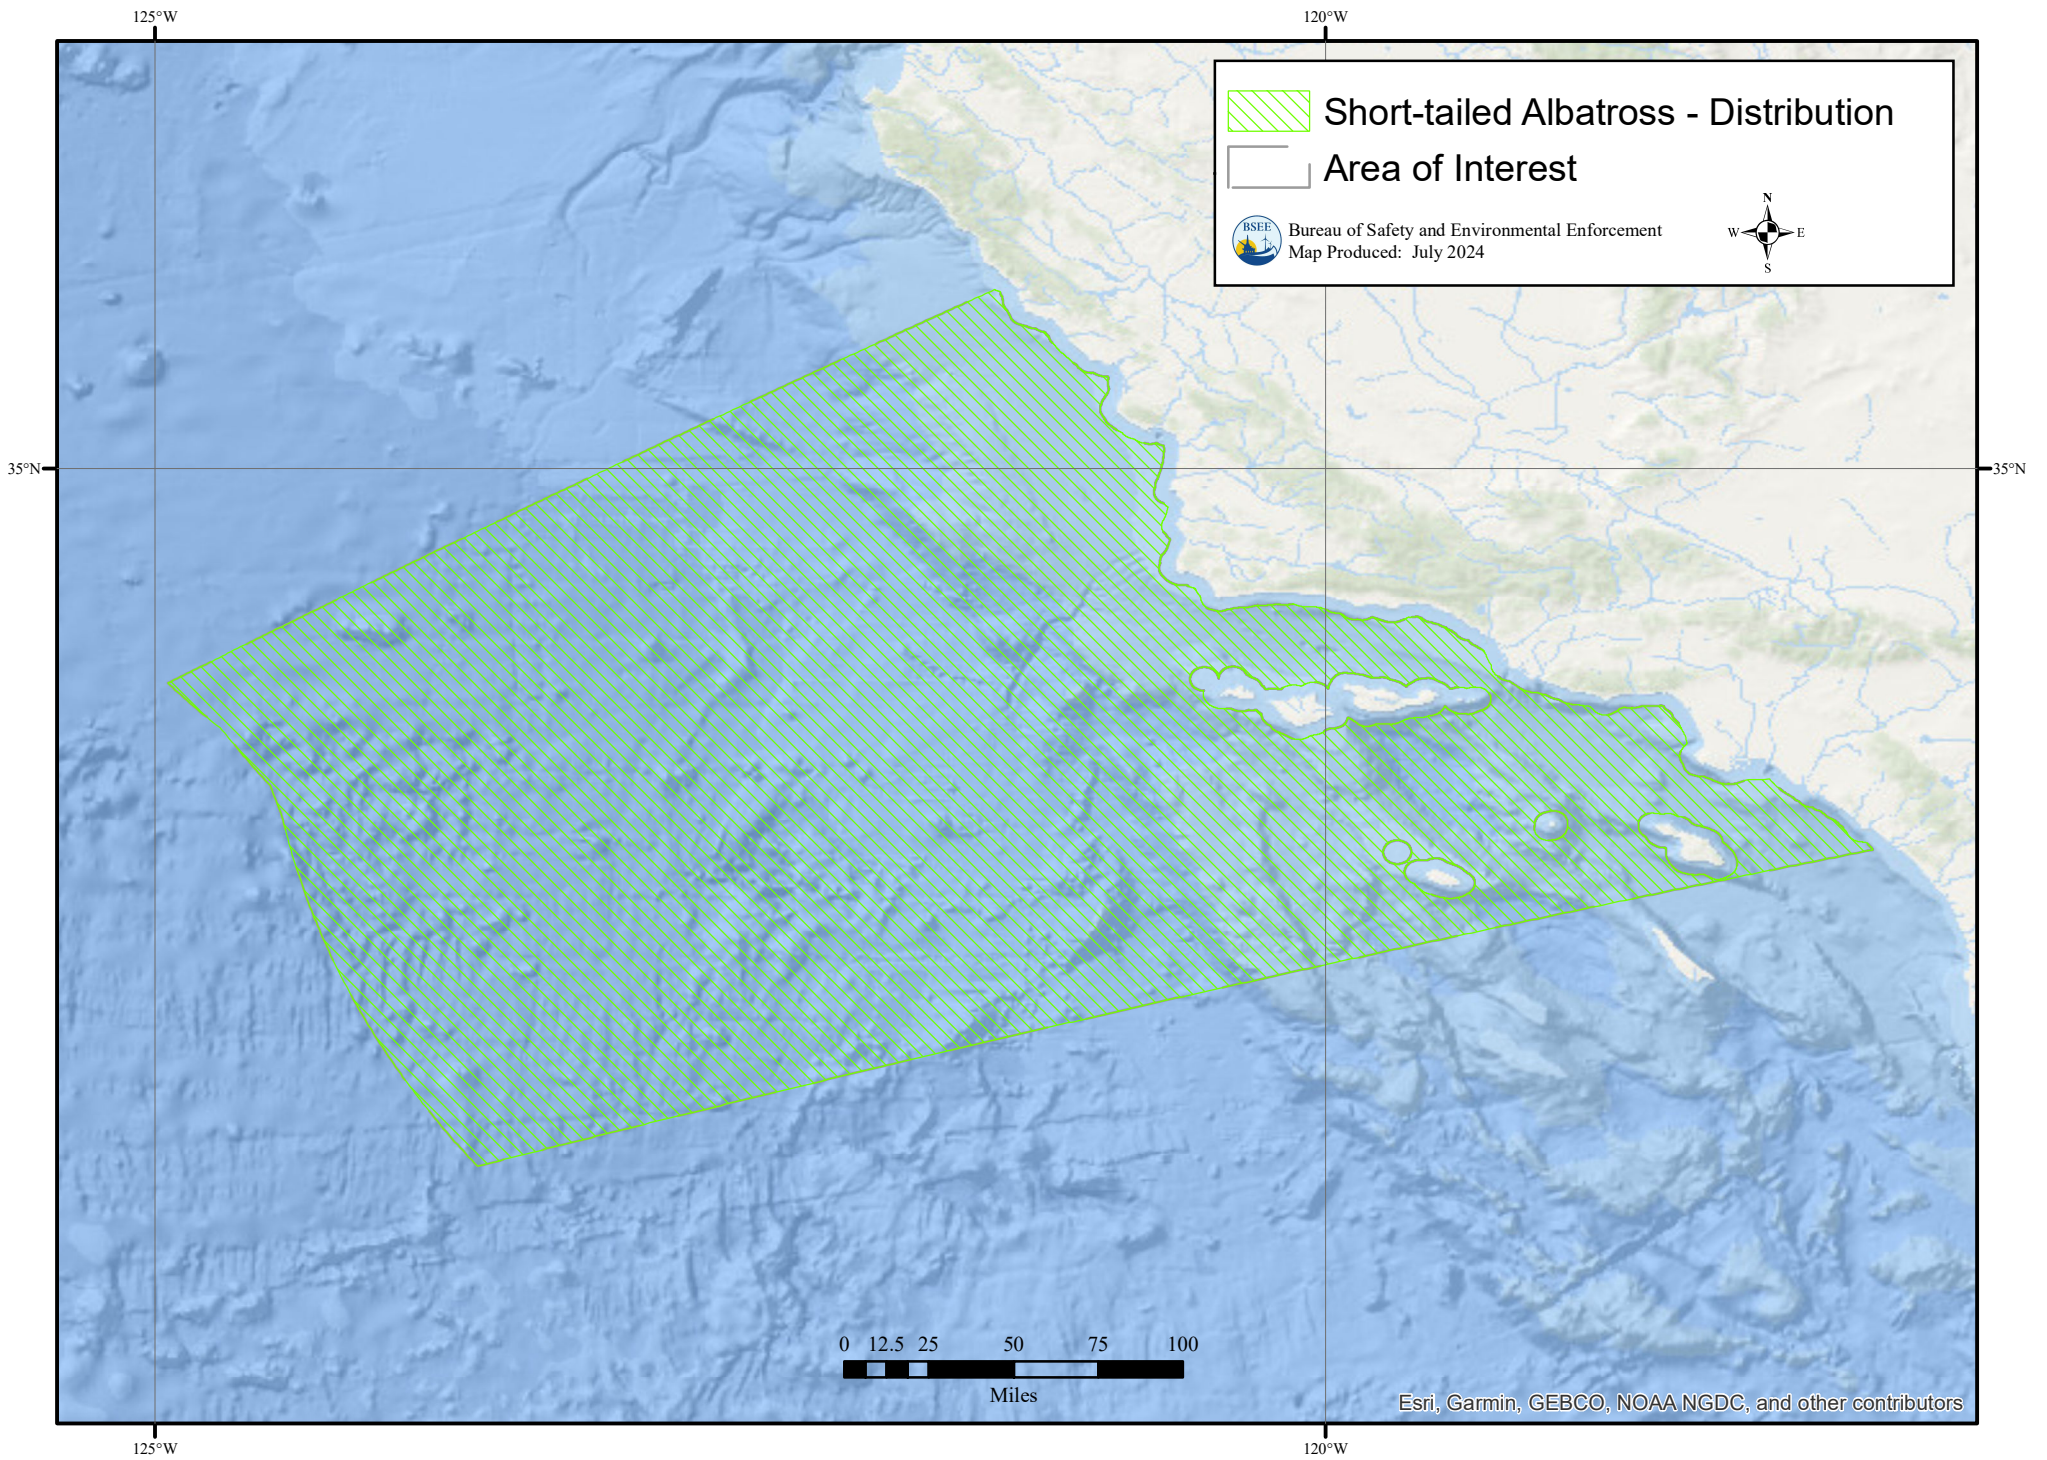 125°W
120°W
Short-tailed Albatross - Distribution
Area of Interest
BSEE
Bureau of Safety and Environmental Enforcement
Map Produced: July 2024
N
W
E
S
35°N
35°N
0 12.5 25 50 75 100
Miles
Esri, Garmin, GEBCO, NOAA NGDC, and other contributors
125°W
120°W